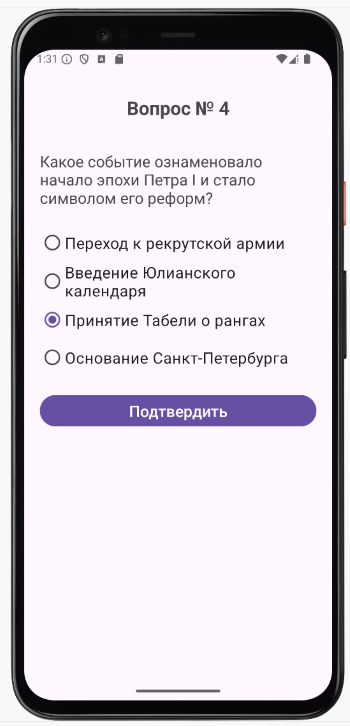 1:31
Вопрос № 4
Какое событие ознаменовало
начало эпохи Петра I и стало
символом его реформ?
Переход к рекрутской армии
Введение Юлианского
календаря
Принятие Табели о рангах
Основание Санкт-Петербурга
Подтвердить